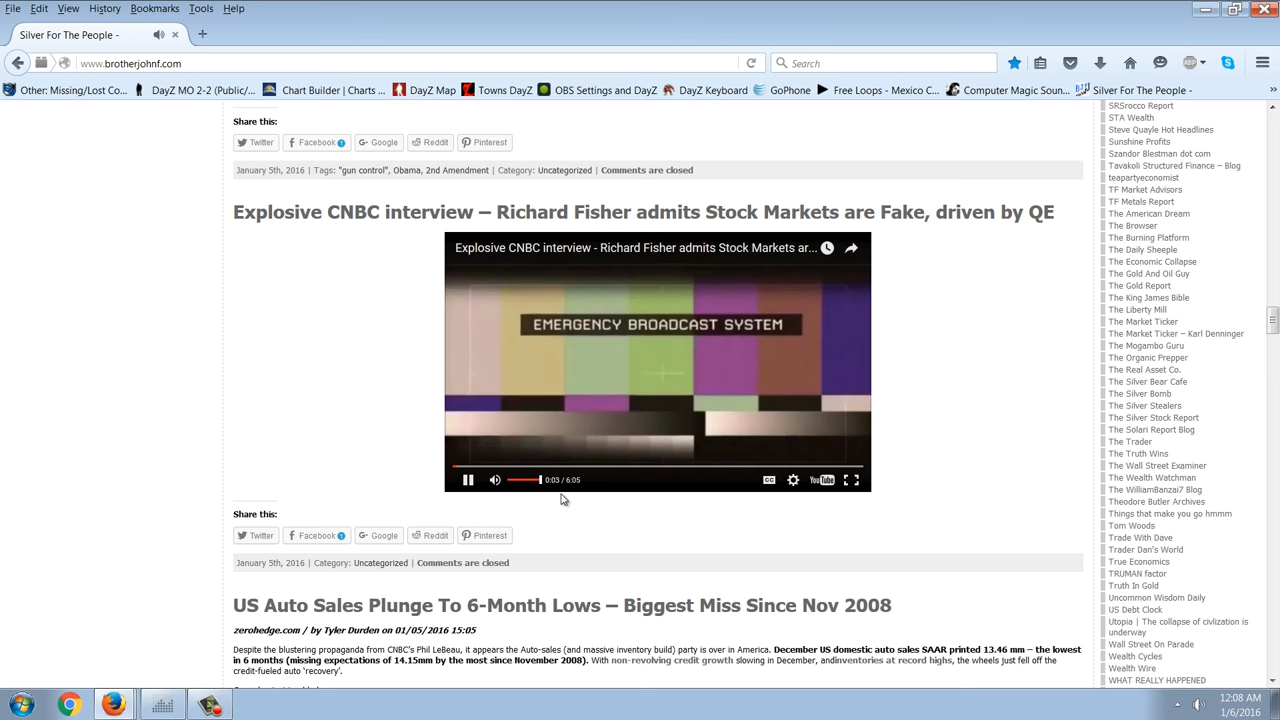 File Edit View History Bookmarks Tools Help
Silver For The People -
www.brotherjohnf.com
Search
Other: Missing/Lost Co...
DayZ MO 2-2 (Public/...
Chart Builder | Charts ...
DayZ Map
Towns DayZ
OBS Settings and DayZ
DayZ Keyboard
GoPhone
Free Loops - Mexico C...
Computer Magic Soun...
Silver For The People -
Share this:
Twitter Facebook 1 Google Reddit Pinterest
January 5th, 2016 | Tags: "gun control", Obama, 2nd Amendment | Category: Uncategorized | Comments are closed
Explosive CNBC interview – Richard Fisher admits Stock Markets are Fake, driven by QE
Explosive CNBC interview - Richard Fisher admits Stock Markets ar...
EMERGENCY BROADCAST SYSTEM
0:03 / 6:05
CC
YouTube
Share this:
Twitter Facebook 1 Google Reddit Pinterest
January 5th, 2016 | Category: Uncategorized | Comments are closed
US Auto Sales Plunge To 6-Month Lows – Biggest Miss Since Nov 2008
zerohedge.com / by Tyler Durden on 01/05/2016 15:05
Despite the blustering propaganda from CNBC's Phil LeBeau, it appears the Auto-sales (and massive inventory build) party is over in America. December US domestic auto sales SAAR printed 13.46 mm – the lowest
in 6 months (missing expectations of 14.15mm by the most since November 2008). With non-revolving credit growth slowing in December, andinventories at record highs, the wheels just fell off the
credit-fueled auto 'recovery'.
SRSrocco Report
STA Wealth
Steve Quayle Hot Headlines
Sunshine Profits
Szandor Blestman dot com
Tavakoli Structured Finance – Blog
teapartyeconomist
TF Market Advisors
TF Metals Report
The American Dream
The Browser
The Burning Platform
The Daily Sheeple
The Economic Collapse
The Gold And Oil Guy
The Gold Report
The King James Bible
The Liberty Mill
The Market Ticker
The Market Ticker – Karl Denninger
The Mogambo Guru
The Organic Prepper
The Real Asset Co.
The Silver Bear Cafe
The Silver Bomb
The Silver Stealers
The Silver Stock Report
The Solari Report Blog
The Trader
The Truth Wins
The Wall Street Examiner
The Wealth Watchman
The WilliamBanzai7 Blog
Theodore Butler Archives
Things that make you go hmmm
Tom Woods
Trade With Dave
Trader Dan's World
True Economics
TRUMAN factor
Truth In Gold
Uncommon Wisdom Daily
US Debt Clock
Utopia | The collapse of civlization is
underway
Wall Street On Parade
Wealth Cycles
Wealth Wire
WHAT REALLY HAPPENED
12:08 AM
1/6/2016